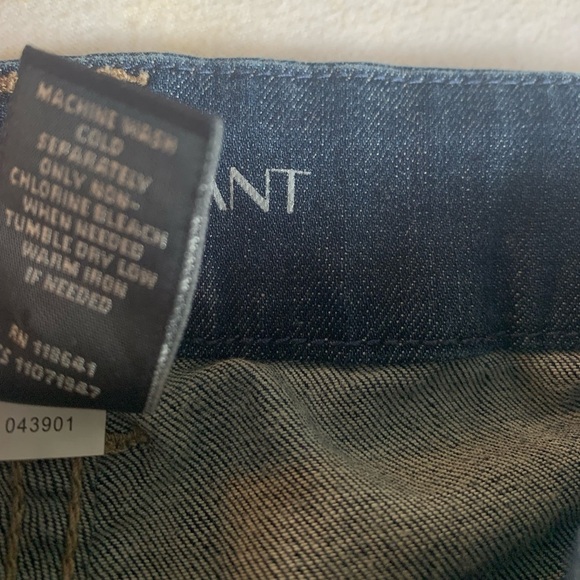 MACHINE WASH
COLD
SEPARATELY
ONLY NON-
CHLORINE BLEACH
WHEN NEEDED
TUMBLE DRY LOW
WARM IRON
IF NEEDED
RN 118641
11071947
043901
ANT